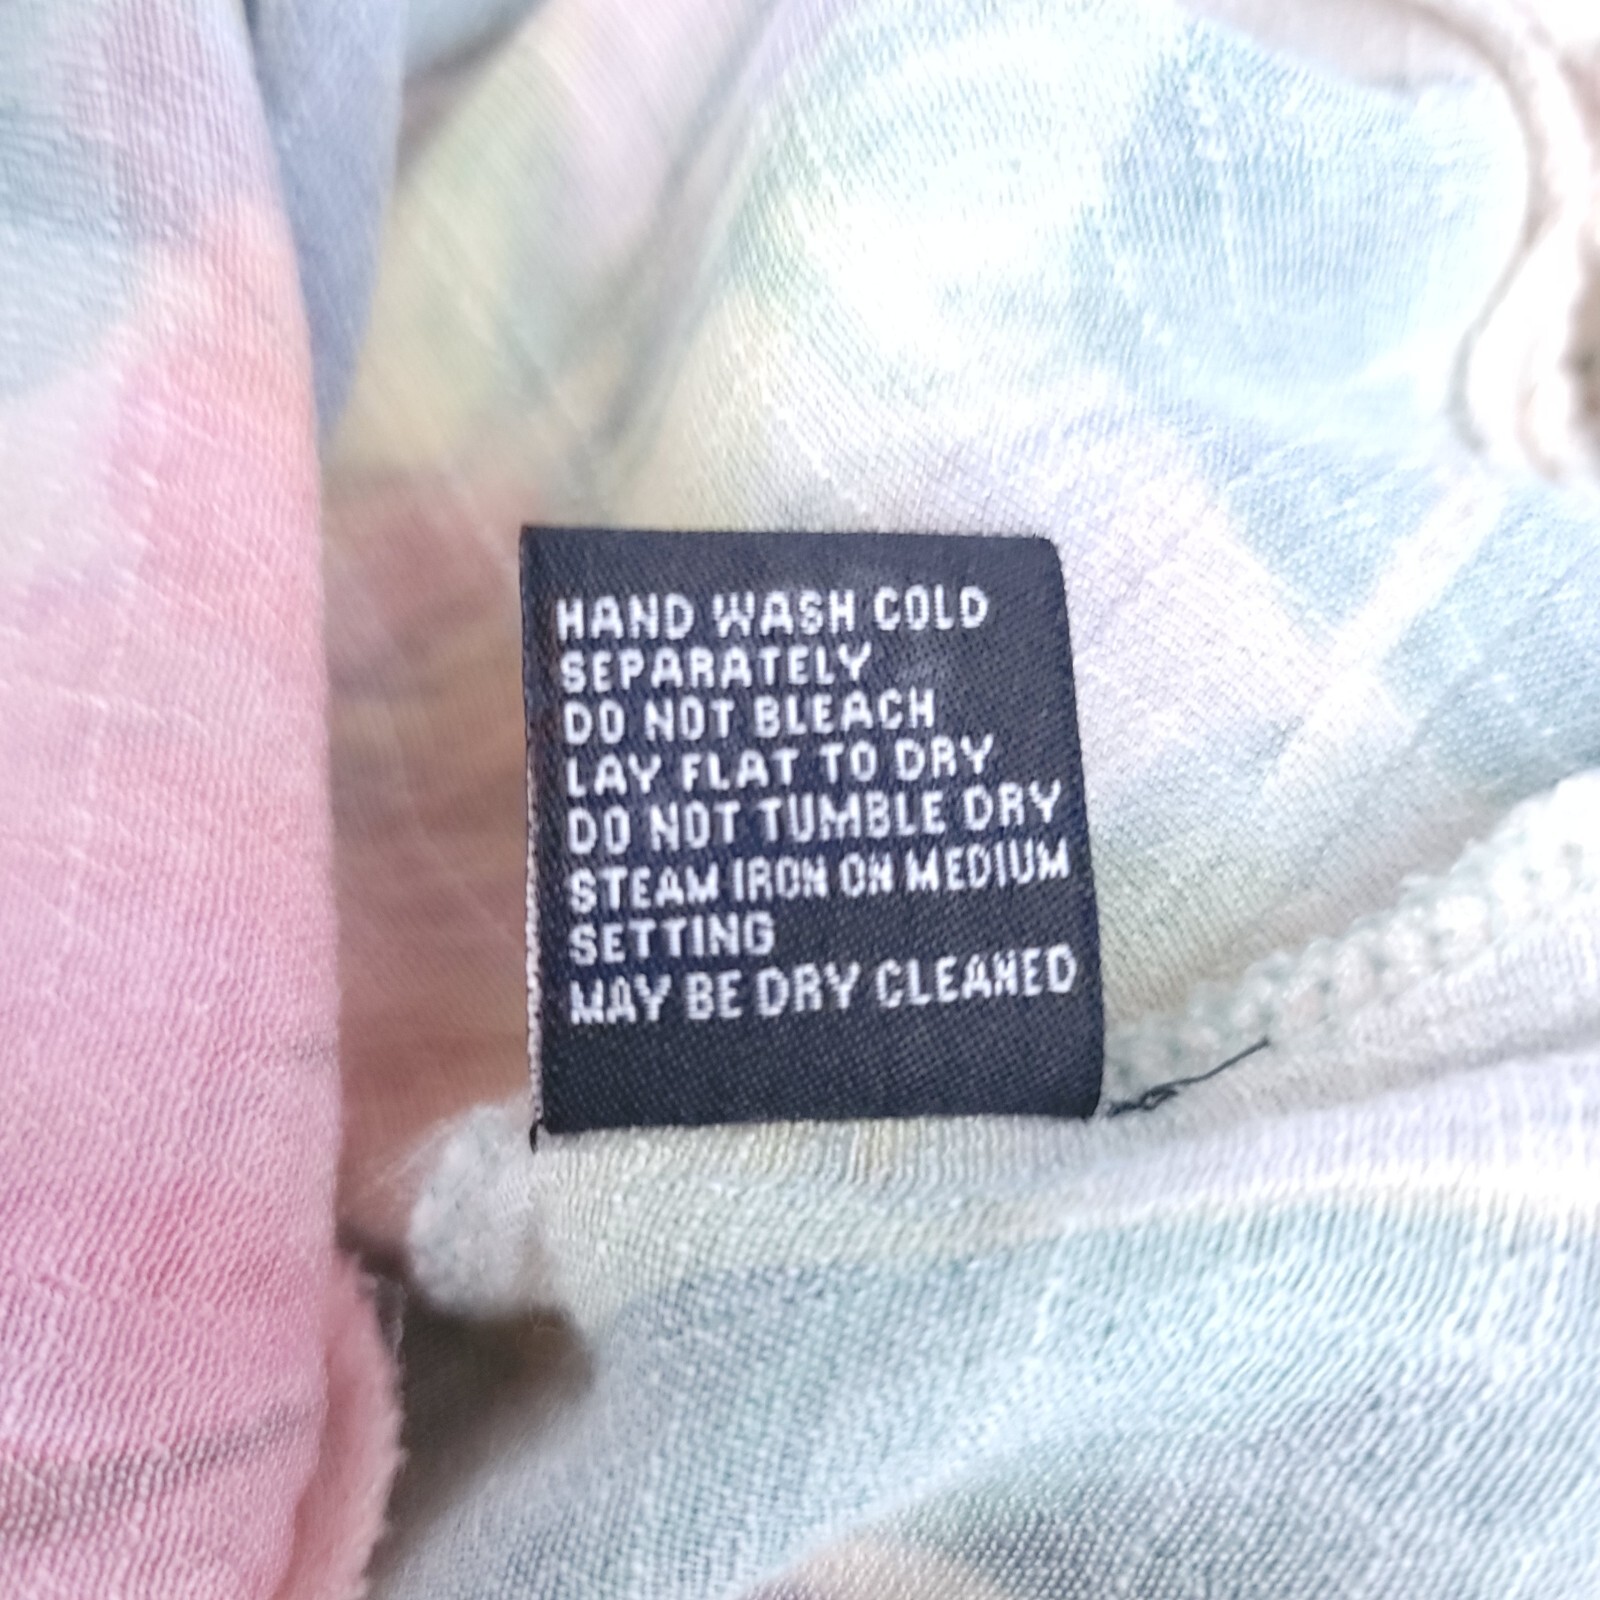 HAND WASH COLD
SEPARATELY
DO NOT BLEACH
LAY FLAT TO DRY
DO NOT TUMBLE DRY
STEAM IRON ON MEDIUM
SETTING
MAY BE DRY CLEANED